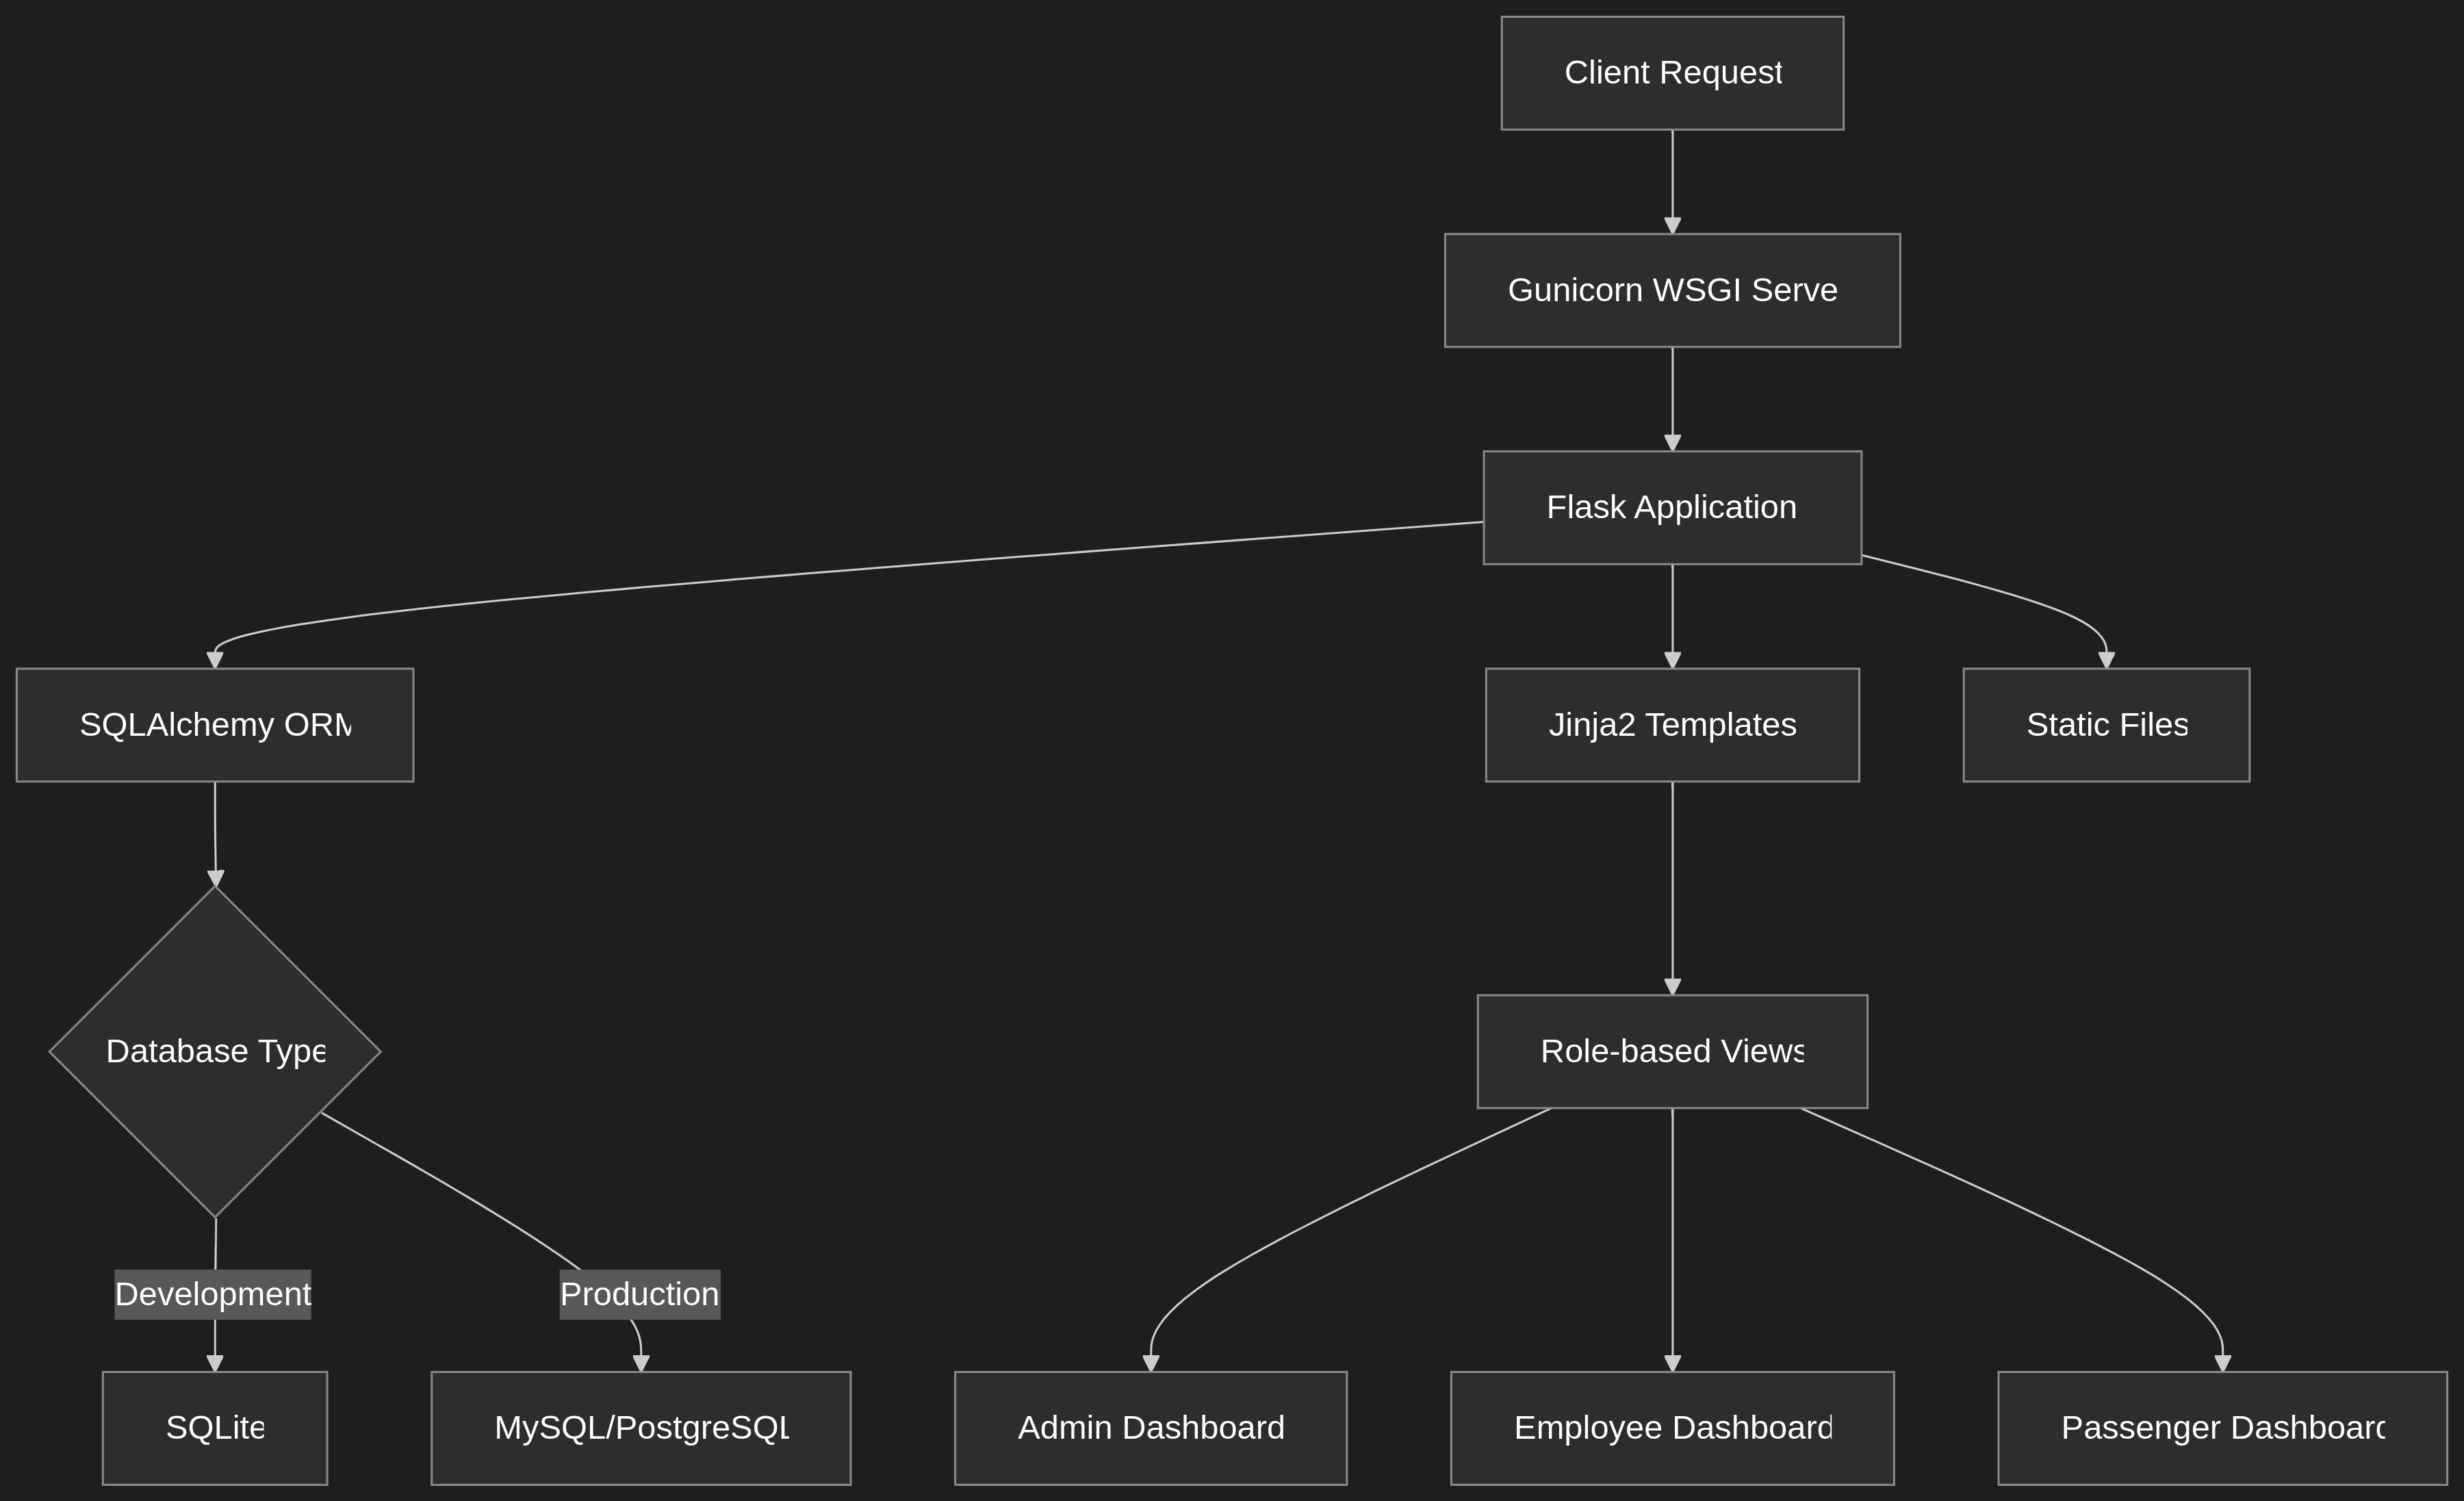 Client Request
Gunicorn WSGI Serve
Flask Application
SQLAlchemy ORM
Jinja2 Templates
Static Files
Database Type
Role-based Views
Development
Production
SQLite
MySQL/PostgreSQL
Admin Dashboard
Employee Dashboard
Passenger Dashboard